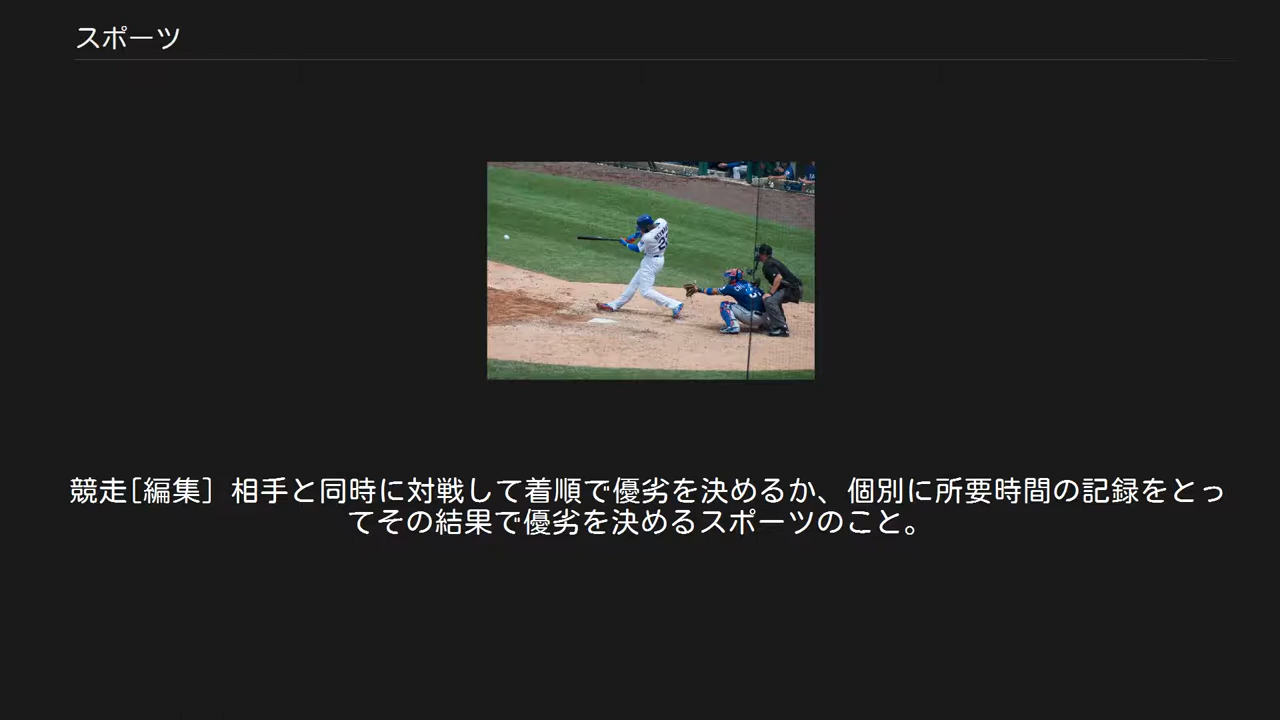 スポーツ
競走[編集] 相手と同時に対戦して着順で優劣を決めるか、個別に所要時間の記録をとっ
てその結果で優劣を決めるスポーツのこと。